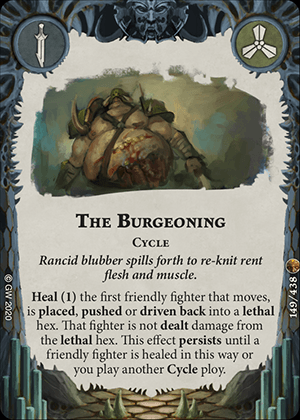 The Burgeoning
Cycle
Rancid blubber spills forth to re-knit rent
flesh and muscle.
Heal (1) the first friendly fighter that moves,
is placed, pushed or driven back into a lethal
hex. That fighter is not dealt damage from
the lethal hex. This effect persists until a
friendly fighter is healed in this way or
you play another Cycle ploy.
© GW 2020
149/438